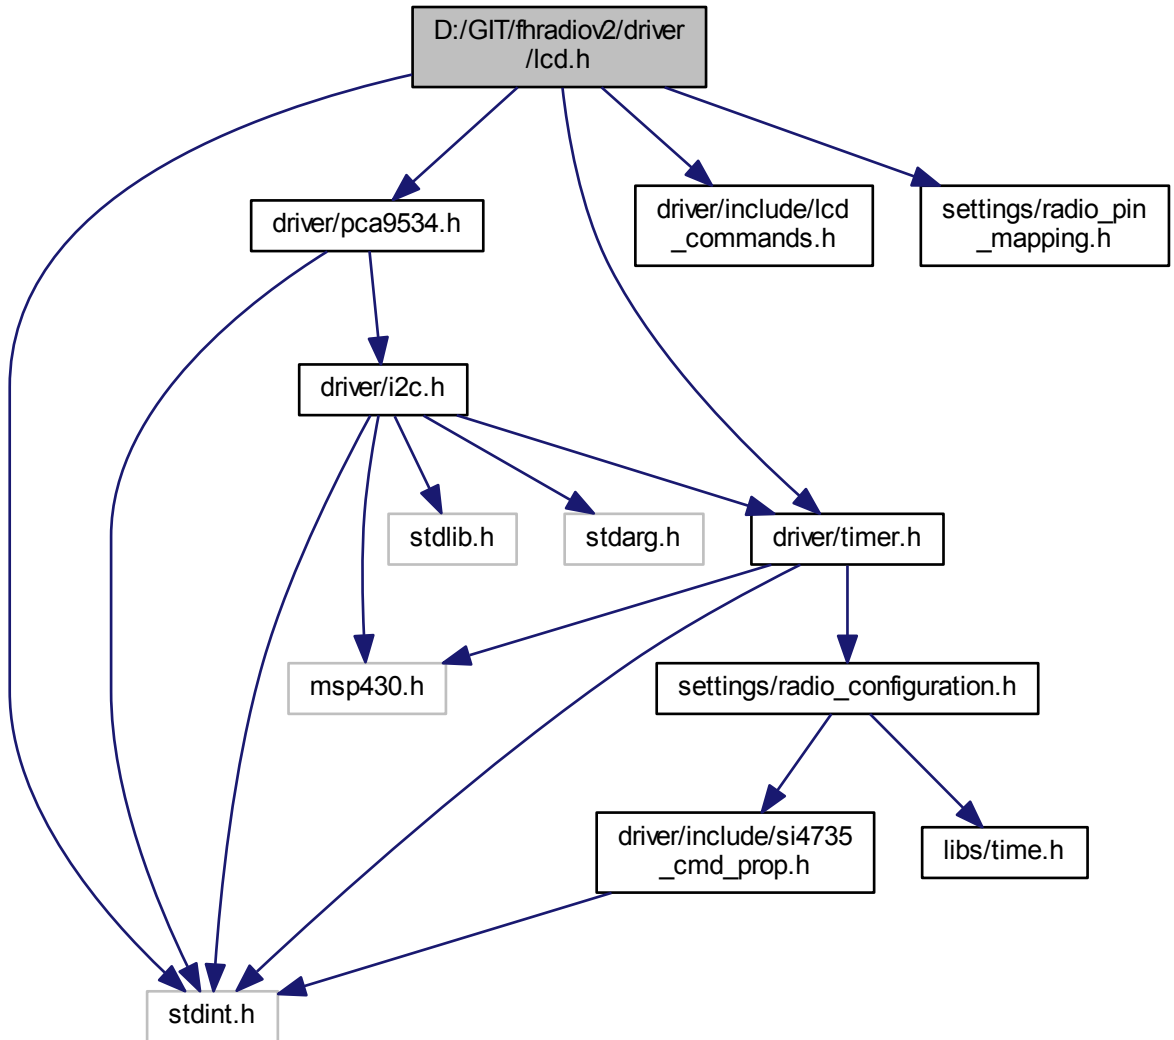 D:/GIT/fhradiov2/driver
/lcd.h
driver/pca9534.h
driver/include/lcd
_commands.h
settings/radio_pin
_mapping.h
driver/i2c.h
stdlib.h
stdarg.h
driver/timer.h
msp430.h
settings/radio_configuration.h
driver/include/si4735
_cmd_prop.h
libs/time.h
stdint.h